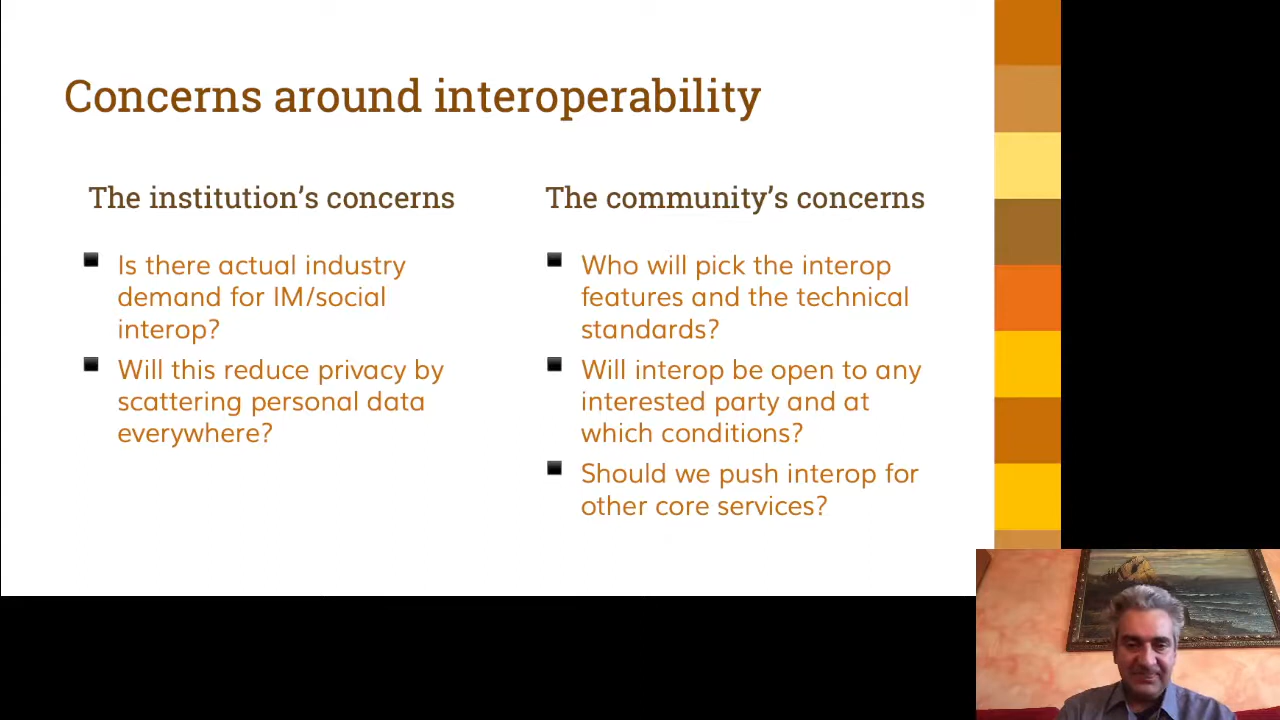 Concerns around interoperability
The institution’s concerns
Is there actual industry
demand for IM/social
interop?
Will this reduce privacy by
scattering personal data
everywhere?
The community’s concerns
Who will pick the interop
features and the technical
standards?
Will interop be open to any
interested party and at
which conditions?
Should we push interop for
other core services?